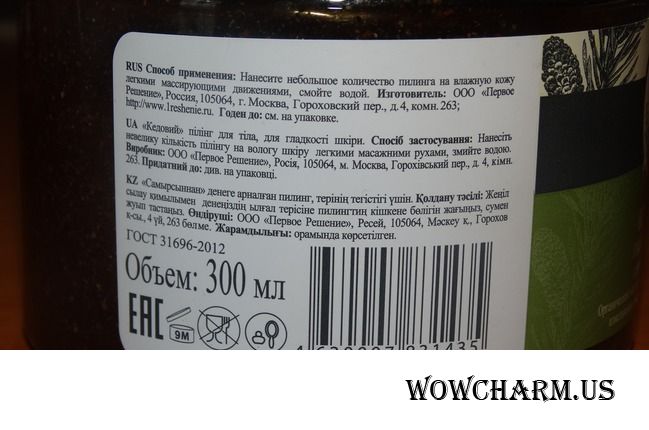 RUS Способ применения: Нанесите небольшое количество пилинга на влажную кожу
легкими массирующими движениями, смойте водой. Изготовитель: ООО «Первое
Решение», Россия, 105064, г. Москва, Гороховский пер., д. 4, комн. 263;
http://www.1reshenie.ru. Годен до: см. на упаковке.
UA «Кедовий» пілінг для тіла, для гладкості шкіри. Спосіб застосування: Нанесіть
невелику кількість пілінгу на вологу шкіру легкими масажними рухами, змийте водою.
Виробник: ООО «Первое Решение», Росія, 105064, м. Москва, Горохівський пер., д. 4, кімн.
263. Придатний до: див. на упаковці.
KZ «Самырсыннан» денеге арналған пилинг, терінің тегістігі үшін. Қолдану тәсілі: Жеңіл
сылау қимылымен денеңіздің ылғал терісіне пилингтің кішкене бөлігін жағыңыз, сумен
жуып тастаңыз. Өндіруші: ООО «Первое Решение», Ресей, 105064, Мәскеу қ., Горохов
қ-сы., 4 үй, 263 бөлме. Жарамдылығы: орамында көрсетілген.
ГОСТ 31696-2012
Объем: 300 мл
EAC 9M
WOWCHARM.US